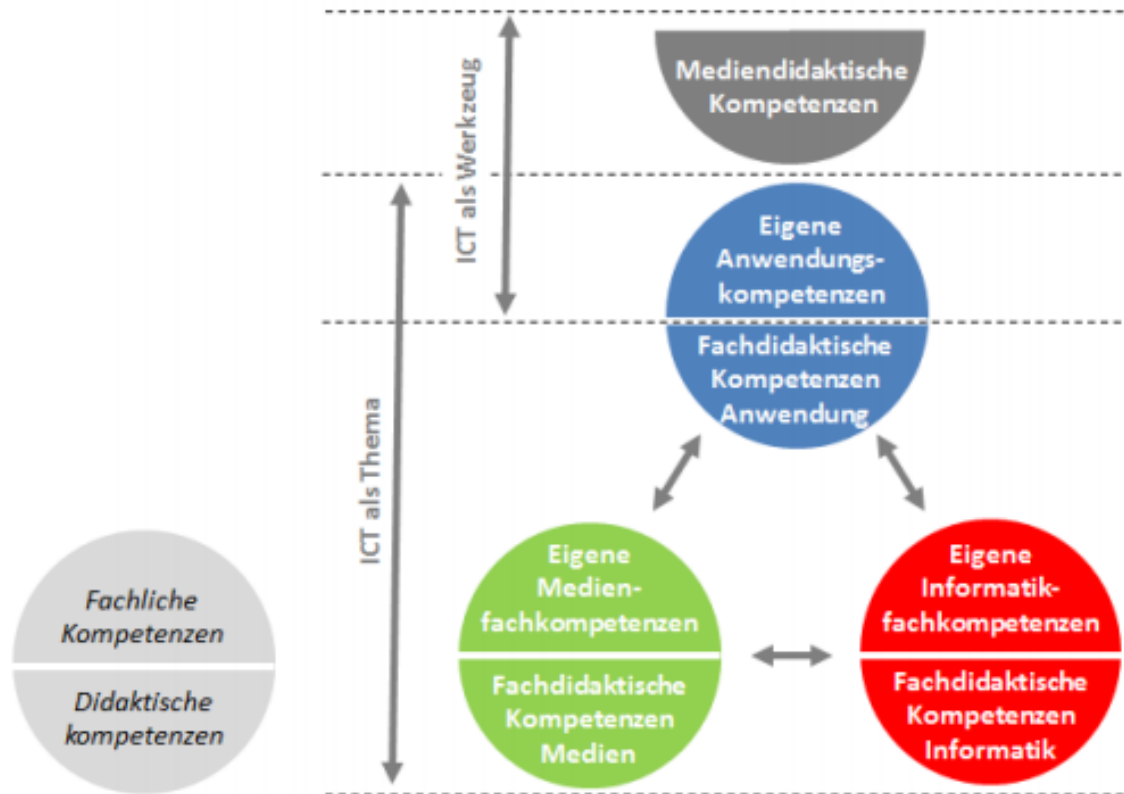 Mediendidaktische
Kompetenzen
ICT als Werkzeug
Eigene
Anwendungs-
kompetenzen
Fachdidaktische
Kompetenzen
Anwendung
ICT als Thema
Eigene
Medien-
fachkompetenzen
Fachdidaktische
Kompetenzen
Medien
Eigene
Informatik-
fachkompetenzen
Fachdidaktische
Kompetenzen
Informatik
Fachliche
Kompetenzen
Didaktische
kompetenzen